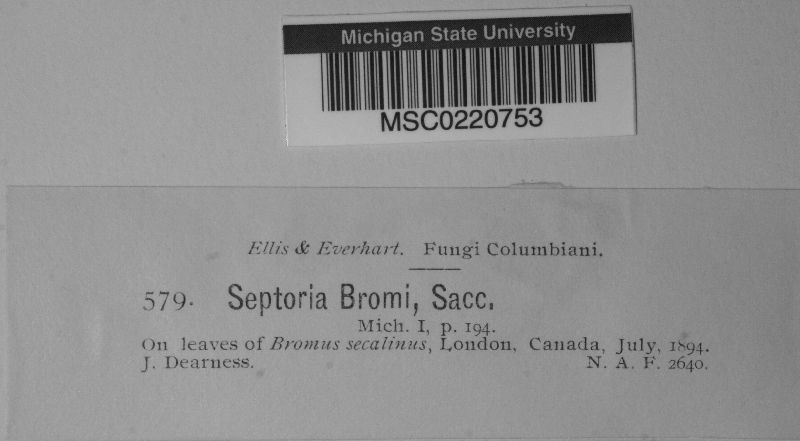 Michigan State University
MSC0220753
Ellis & Everhart. Fungi Columbiani.
579. Septoria Bromi, Sacc.
Mich. I, p. 194.
On leaves of Bromus secalinus, London, Canada, July, 1894.
J. Dearness. N. A. F. 2640.